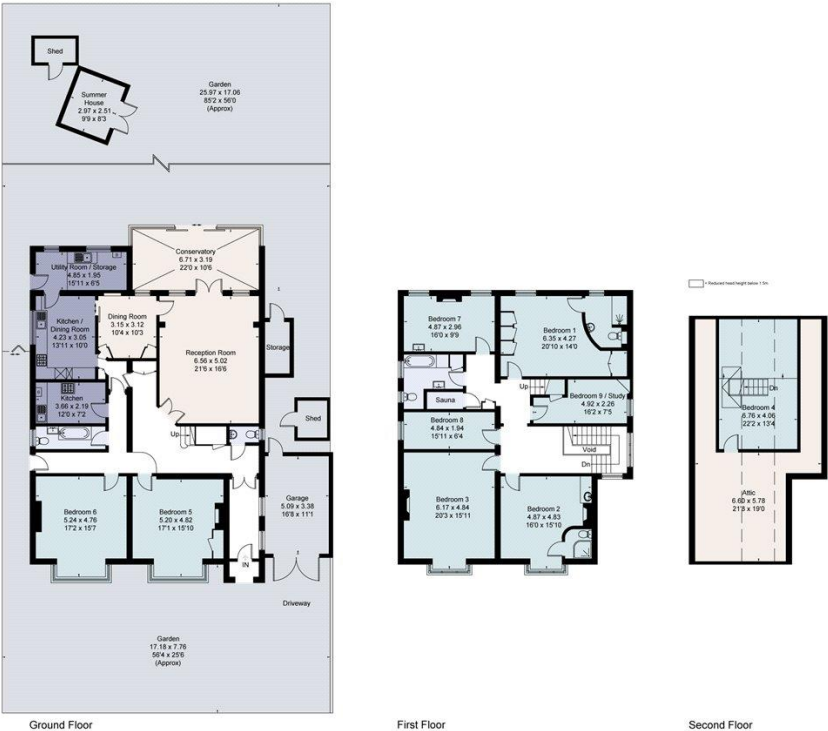 Shed
Summer
House
2.97 x 2.51
9'9 x 8'3
Garden
25.97 x 17.06
85'2 x 56'0
(Approx)
Conservatory
6.71 x 3.19
22'0 x 10'6
Utility Room / Storage
4.85 x 1.95
15'11 x 6'5
Kitchen /
Dining Room
4.23 x 3.05
13'11 x 10'0
Dining Room
3.15 x 3.12
10'4 x 10'3
Reception Room
6.56 x 5.02
21'6 x 16'6
Storage
Kitchen
3.66 x 2.19
12'0 x 7'2
Shed
Up
Garage
5.09 x 3.38
16'8 x 11'1
Bedroom 6
5.24 x 4.76
17'2 x 15'7
Bedroom 5
5.20 x 4.82
17'1 x 15'10
IN
Driveway
Garden
17.18 x 7.76
56'4 x 25'6
(Approx)
Ground Floor
Bedroom 7
4.87 x 2.96
16'0 x 9'9
Bedroom 1
6.35 x 4.27
20'10 x 14'0
Sauna
Up
Bedroom 9 / Study
4.92 x 2.26
16'2 x 7'5
Bedroom 8
4.84 x 1.94
15'11 x 6'4
Void
Dn
Bedroom 3
6.17 x 4.84
20'3 x 15'11
Bedroom 2
4.87 x 4.83
16'0 x 15'10
First Floor
= Reduced head height below 1.5m
Dn
Bedroom 4
6.76 x 4.06
22'2 x 13'4
Attic
6.60 x 5.78
21'8 x 19'0
Second Floor